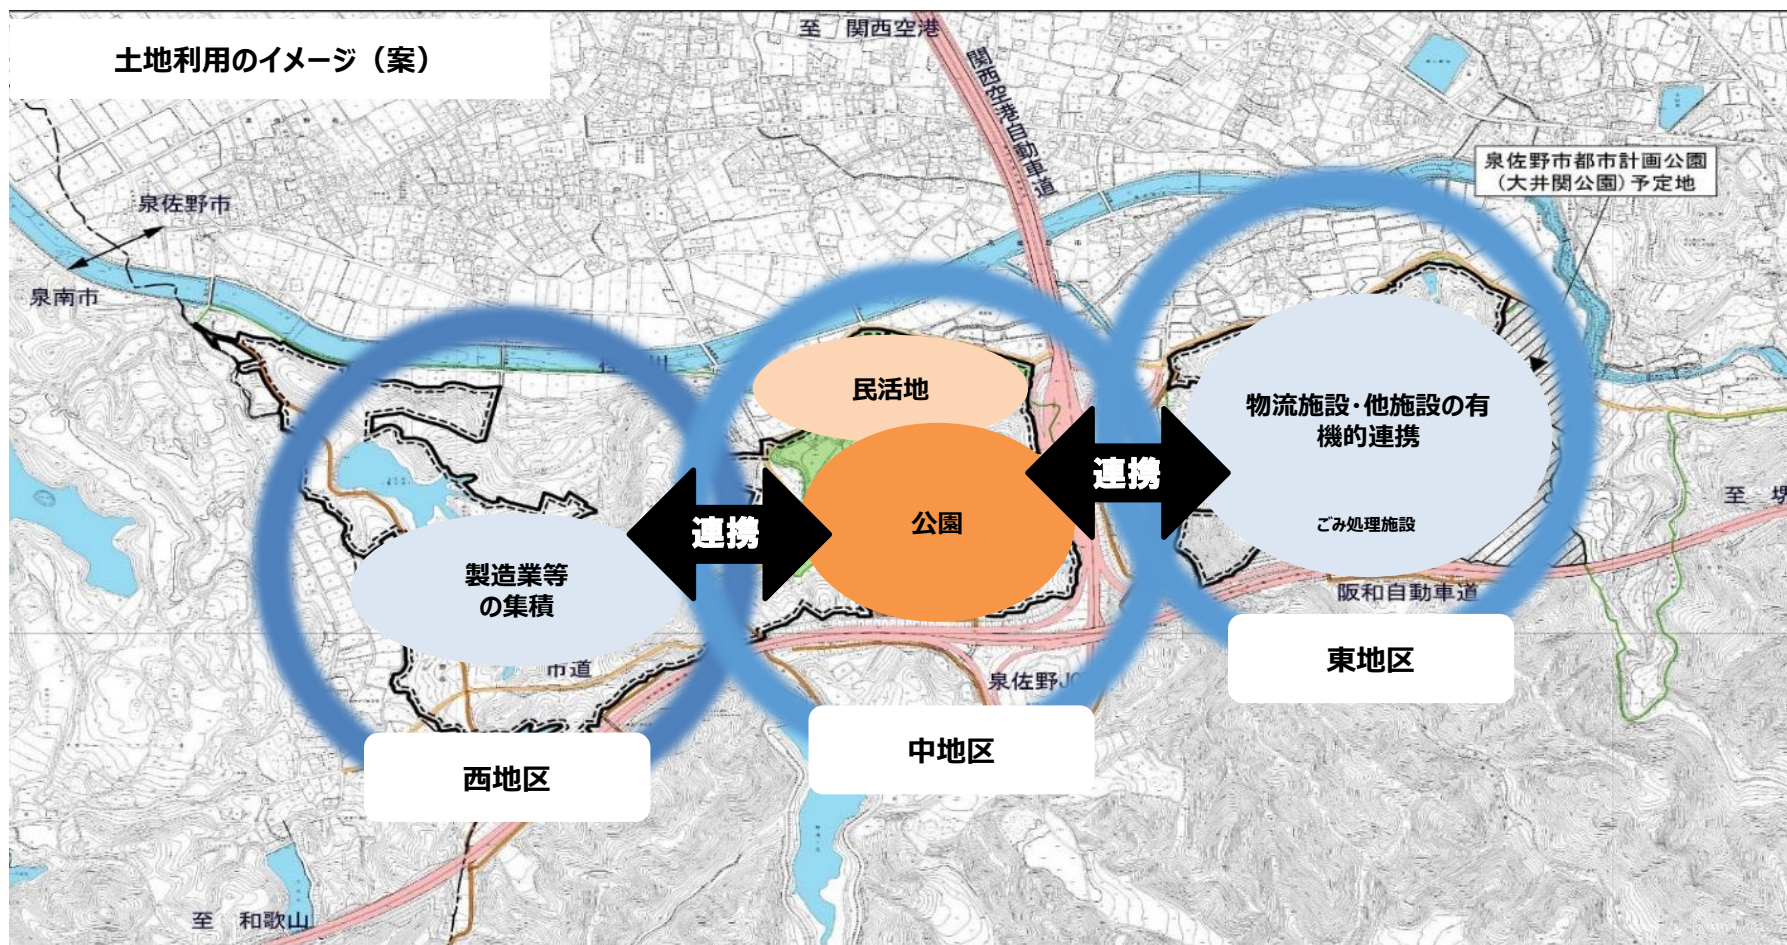 土地利用のイメージ（案）
至 関西空港
関西空港自動車道
泉佐野市都市計画公園
(大井関公園)予定地
泉佐野市
泉南市
民活地
物流施設・他施設の有
機的連携
連携
連携
公園
ごみ処理施設
至 堺
製造業等
の集積
阪和自動車道
市道
泉佐野JC
東地区
中地区
西地区
至 和歌山